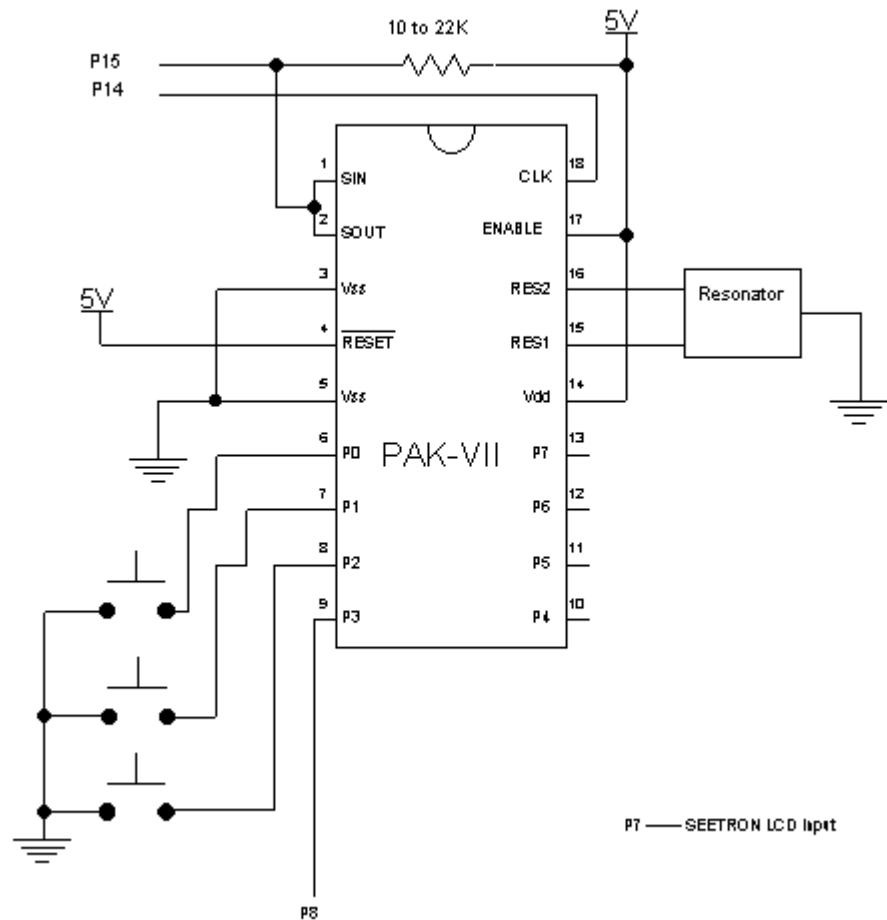 5V
10 to 22K
P15
P14
1 SIN
CLK 18
2 SOUT
ENABLE 17
3 Vss
RES2 16
Resonator
5V
4 RESET
RES1 15
5 Vss
Vdd 14
6 P0
PAK-VII
P7 13
7 P1
P6 12
8 P2
P5 11
9 P3
P4 10
P7 SEETRON LCD Input
P8